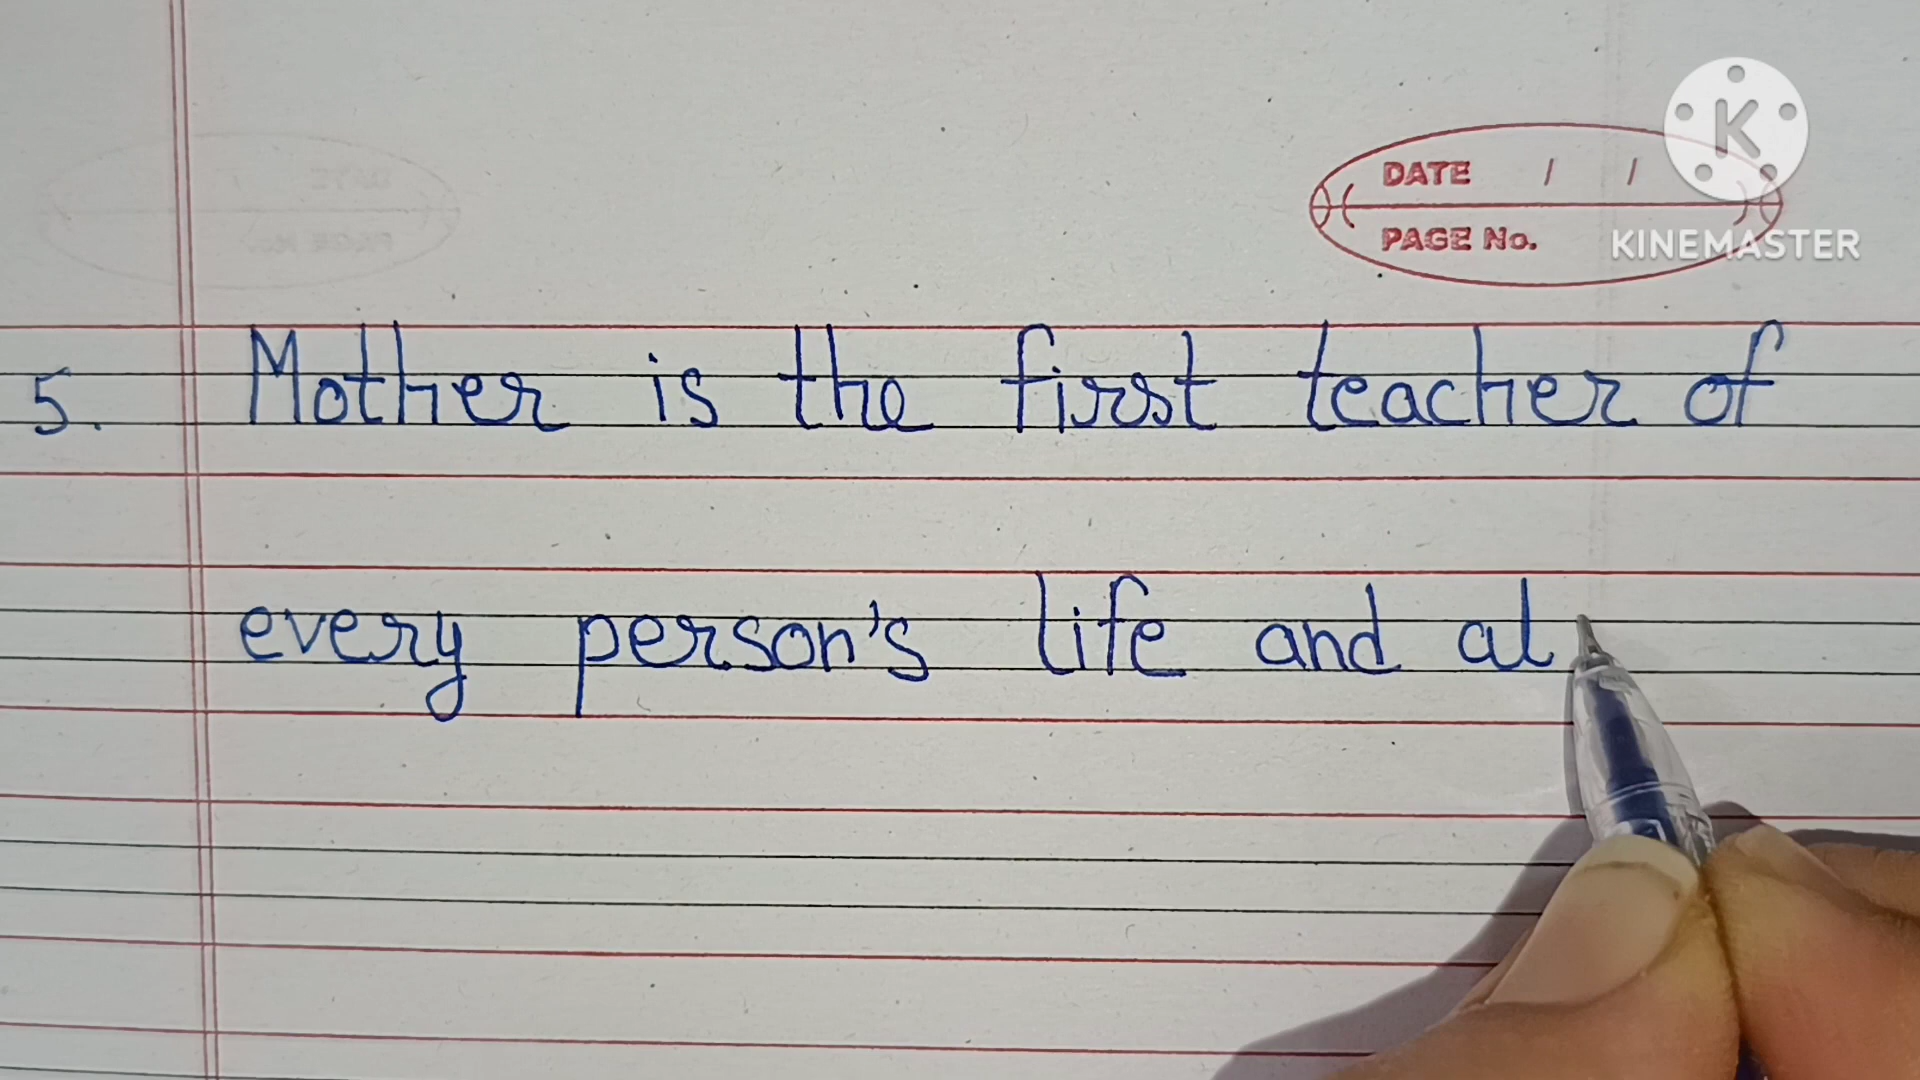 DATE / /
PAGE No.
KINEMASTER
5. Mother is the first teacher of
every person's life and al